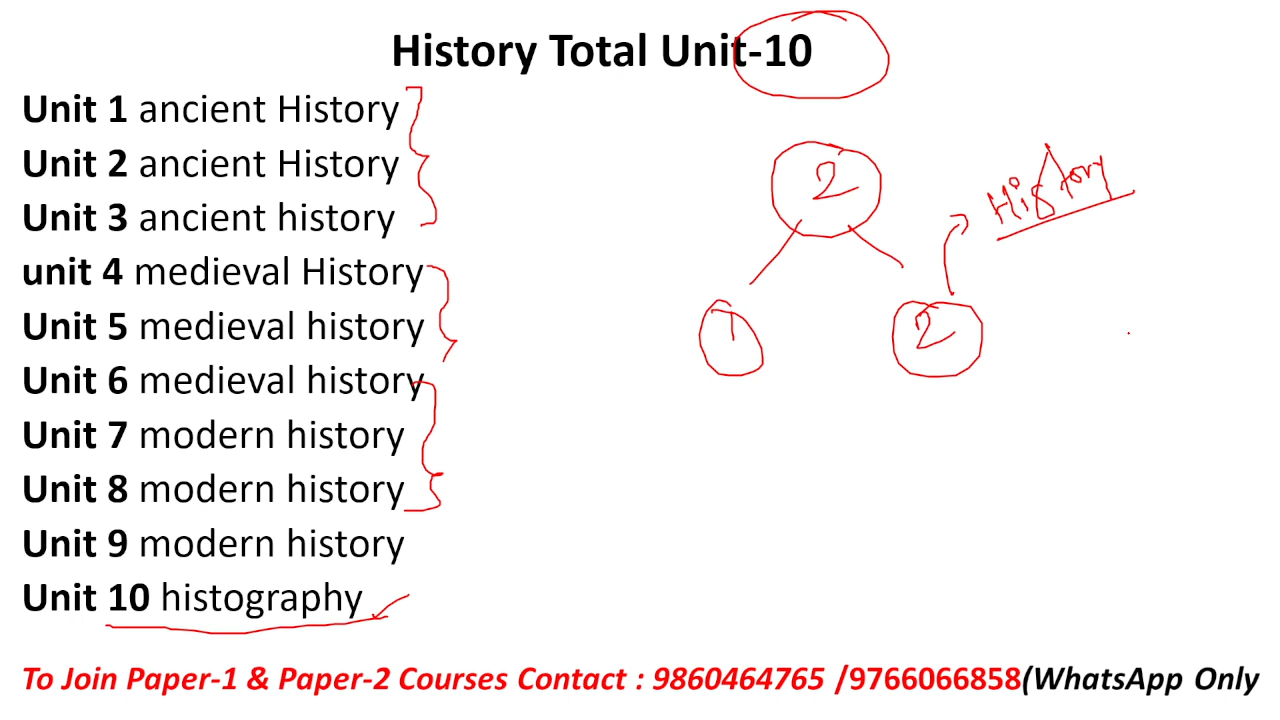 History Total Unit-10
Unit 1 ancient History
Unit 2 ancient History
Unit 3 ancient history
unit 4 medieval History
Unit 5 medieval history
Unit 6 medieval history
Unit 7 modern history
Unit 8 modern history
Unit 9 modern history
Unit 10 histography
2
History
1
2
To Join Paper-1 & Paper-2 Courses Contact : 9860464765 /9766066858(WhatsApp Only